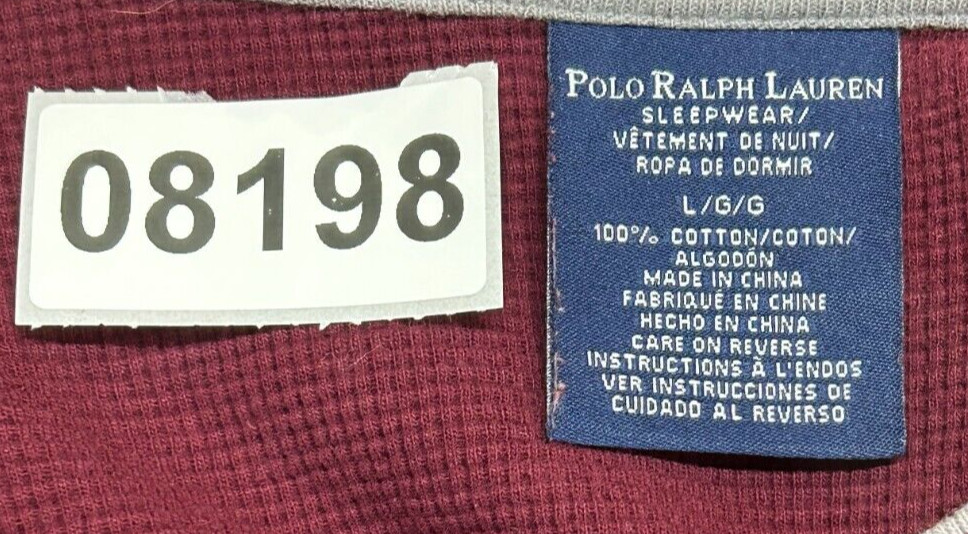 08198
POLO RALPH LAUREN
SLEEPWEAR/
VÊTEMENT DE NUIT/
ROPA DE DORMIR
L/G/G
100% COTTON/COTON/
ALGODÓN
MADE IN CHINA
FABRIQUÉ EN CHINE
HECHO EN CHINA
CARE ON REVERSE
INSTRUCTIONS À L'ENDOS
VER INSTRUCCIONES DE
CUIDADO AL REVERSO